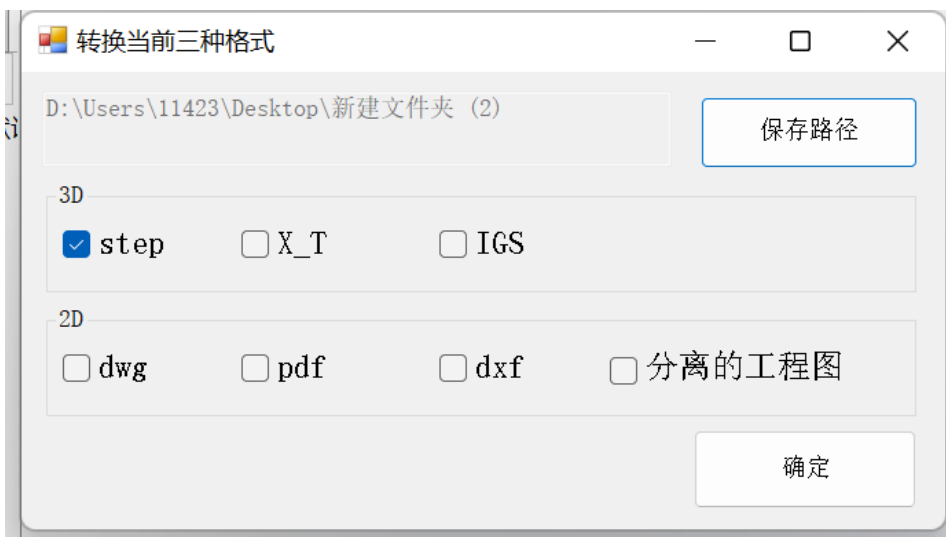 转换当前三种格式
D:\Users\11423\Desktop\新建文件夹 (2)
保存路径
3D
step X_T IGS
2D
dwg pdf dxf 分离的工程图
确定